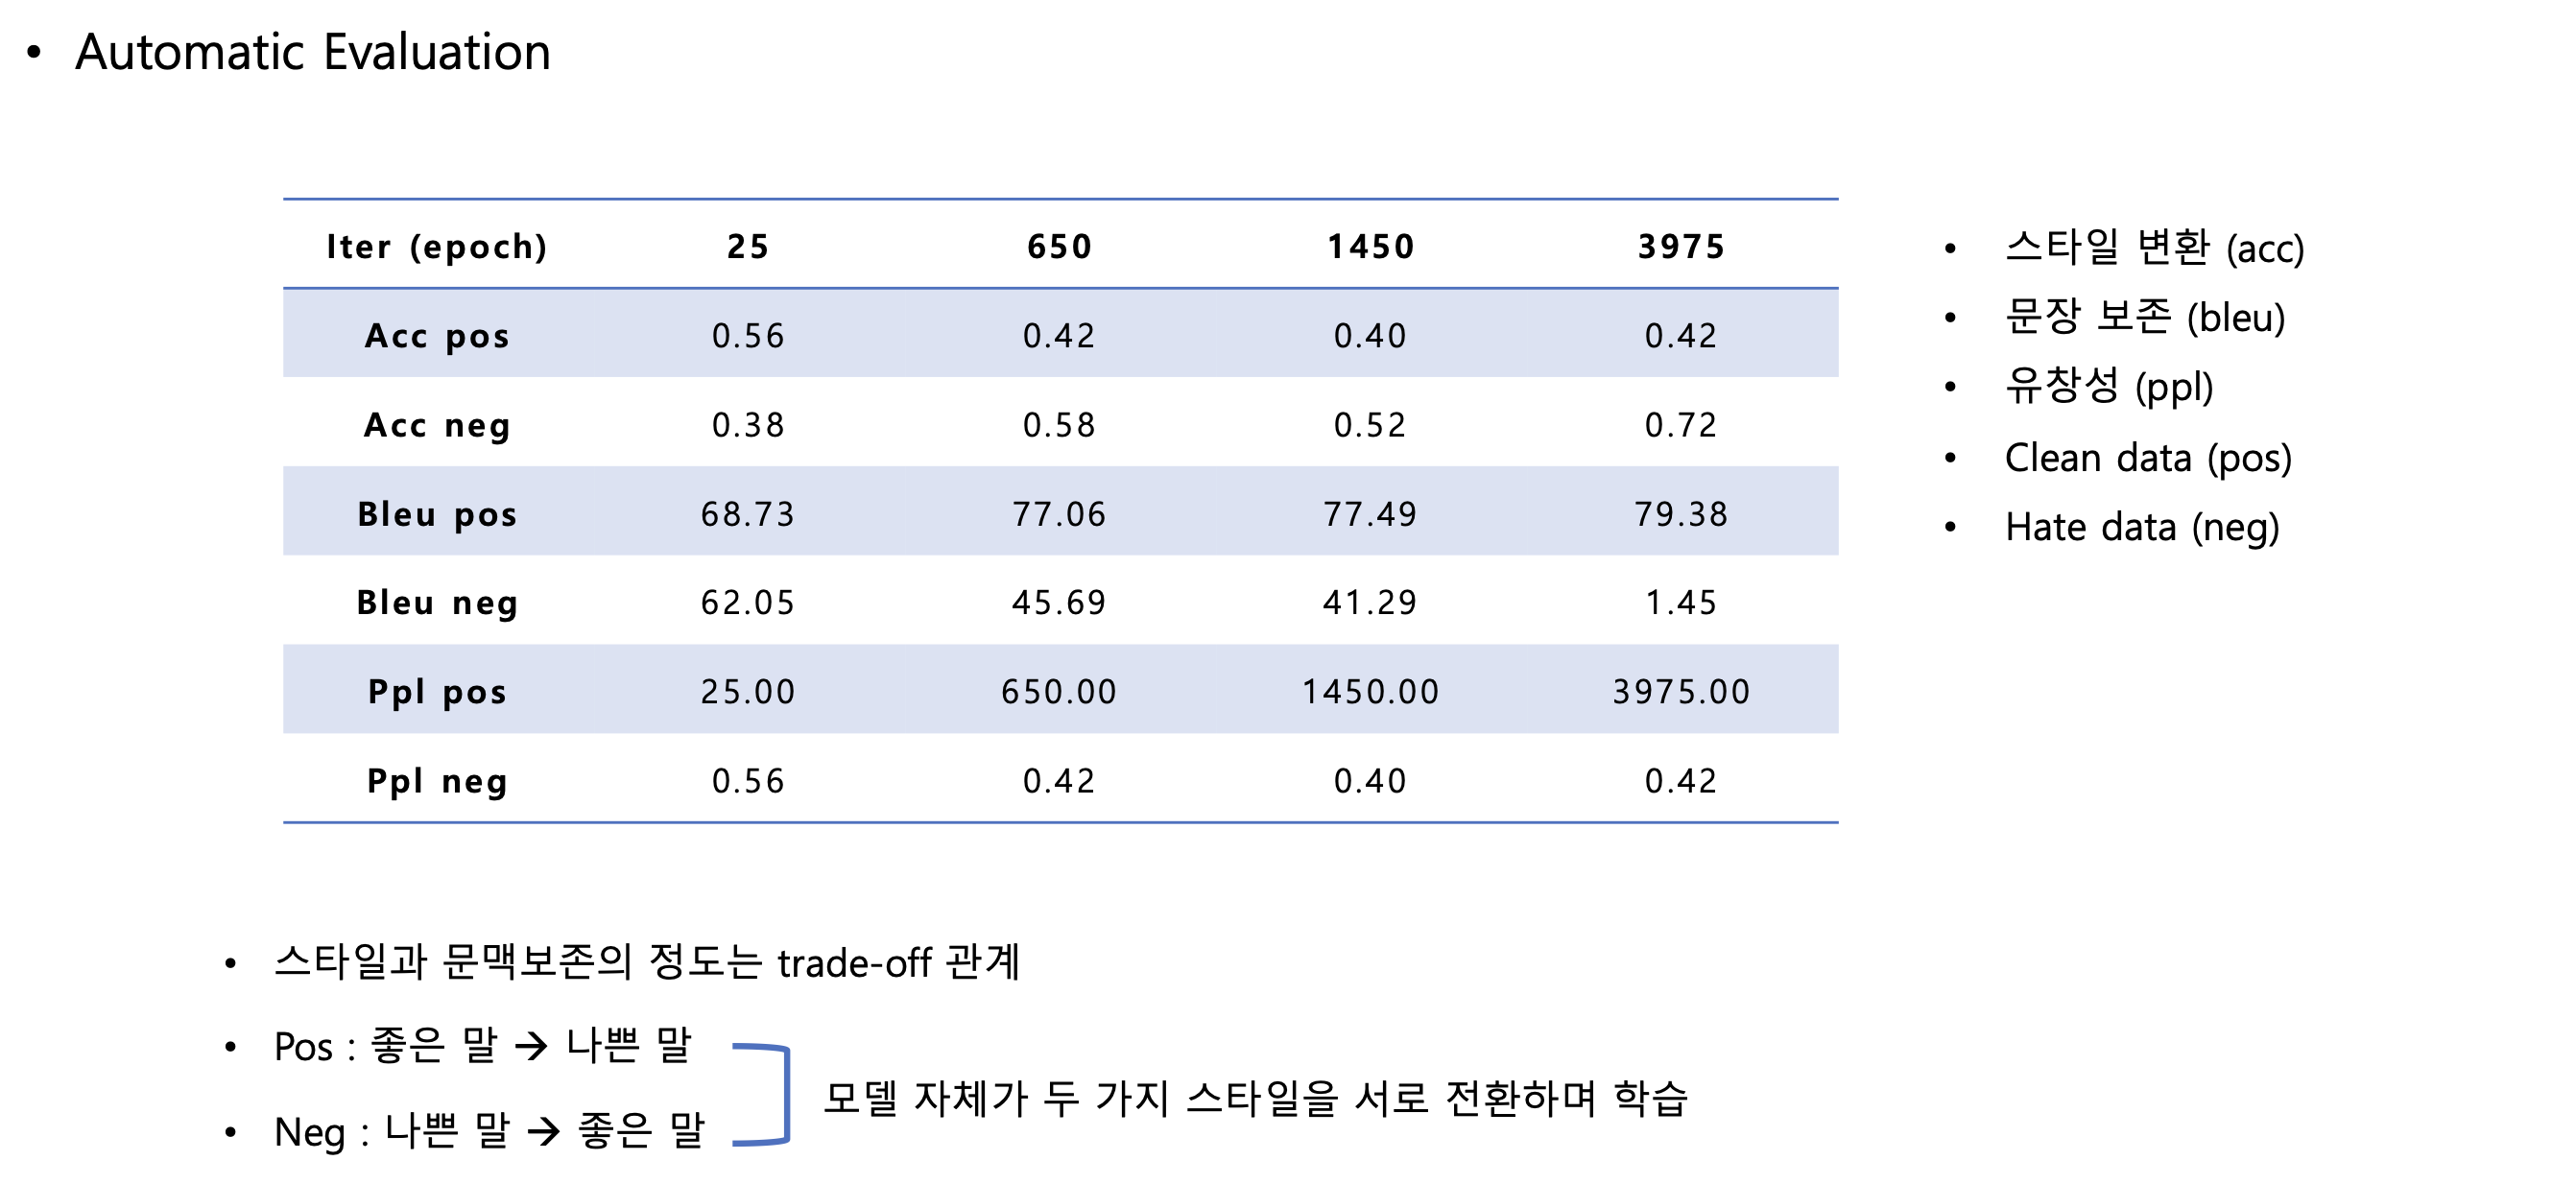 • Automatic Evaluation
Iter (epoch) 25 650 1450 3975
Acc pos 0.56 0.42 0.40 0.42
Acc neg 0.38 0.58 0.52 0.72
Bleu pos 68.73 77.06 77.49 79.38
Bleu neg 62.05 45.69 41.29 1.45
Ppl pos 25.00 650.00 1450.00 3975.00
Ppl neg 0.56 0.42 0.40 0.42
• 스타일 변환 (acc)
• 문장 보존 (bleu)
• 유창성 (ppl)
• Clean data (pos)
• Hate data (neg)
• 스타일과 문맥보존의 정도는 trade-off 관계
• Pos : 좋은 말 → 나쁜 말
• Neg : 나쁜 말 → 좋은 말
모델 자체가 두 가지 스타일을 서로 전환하며 학습